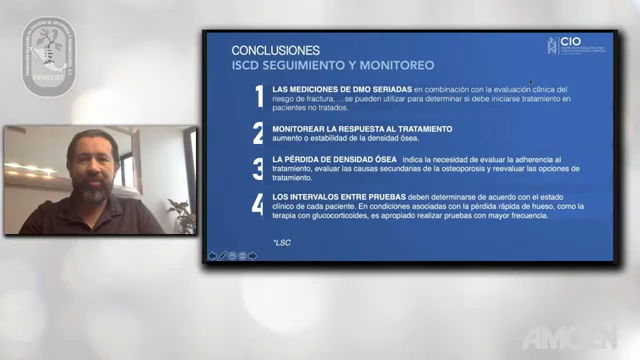 FEMECOT
CIO
CONCLUSIONES
ISCD SEGUIMIENTO Y MONITOREO
1 LAS MEDICIONES DE DMO SERIADAS en combinación con la evaluación clínica del
riesgo de fractura, ...se pueden utilizar para determinar si debe iniciarse tratamiento en
pacientes no tratados.
2 MONITOREAR LA RESPUESTA AL TRATAMIENTO
aumento o estabilidad de la densidad ósea.
3 LA PÉRDIDA DE DENSIDAD ÓSEA indica la necesidad de evaluar la adherencia al
tratamiento, evaluar las causas secundarias de la osteoporosis y reevaluar las opciones de
tratamiento.
4 LOS INTERVALOS ENTRE PRUEBAS deben determinarse de acuerdo con el estado
clínico de cada paciente. En condiciones asociadas con la pérdida rápida de hueso, como la
terapia con glucocorticoides, es apropiado realizar pruebas con mayor frecuencia.
*LSC
AMGEN